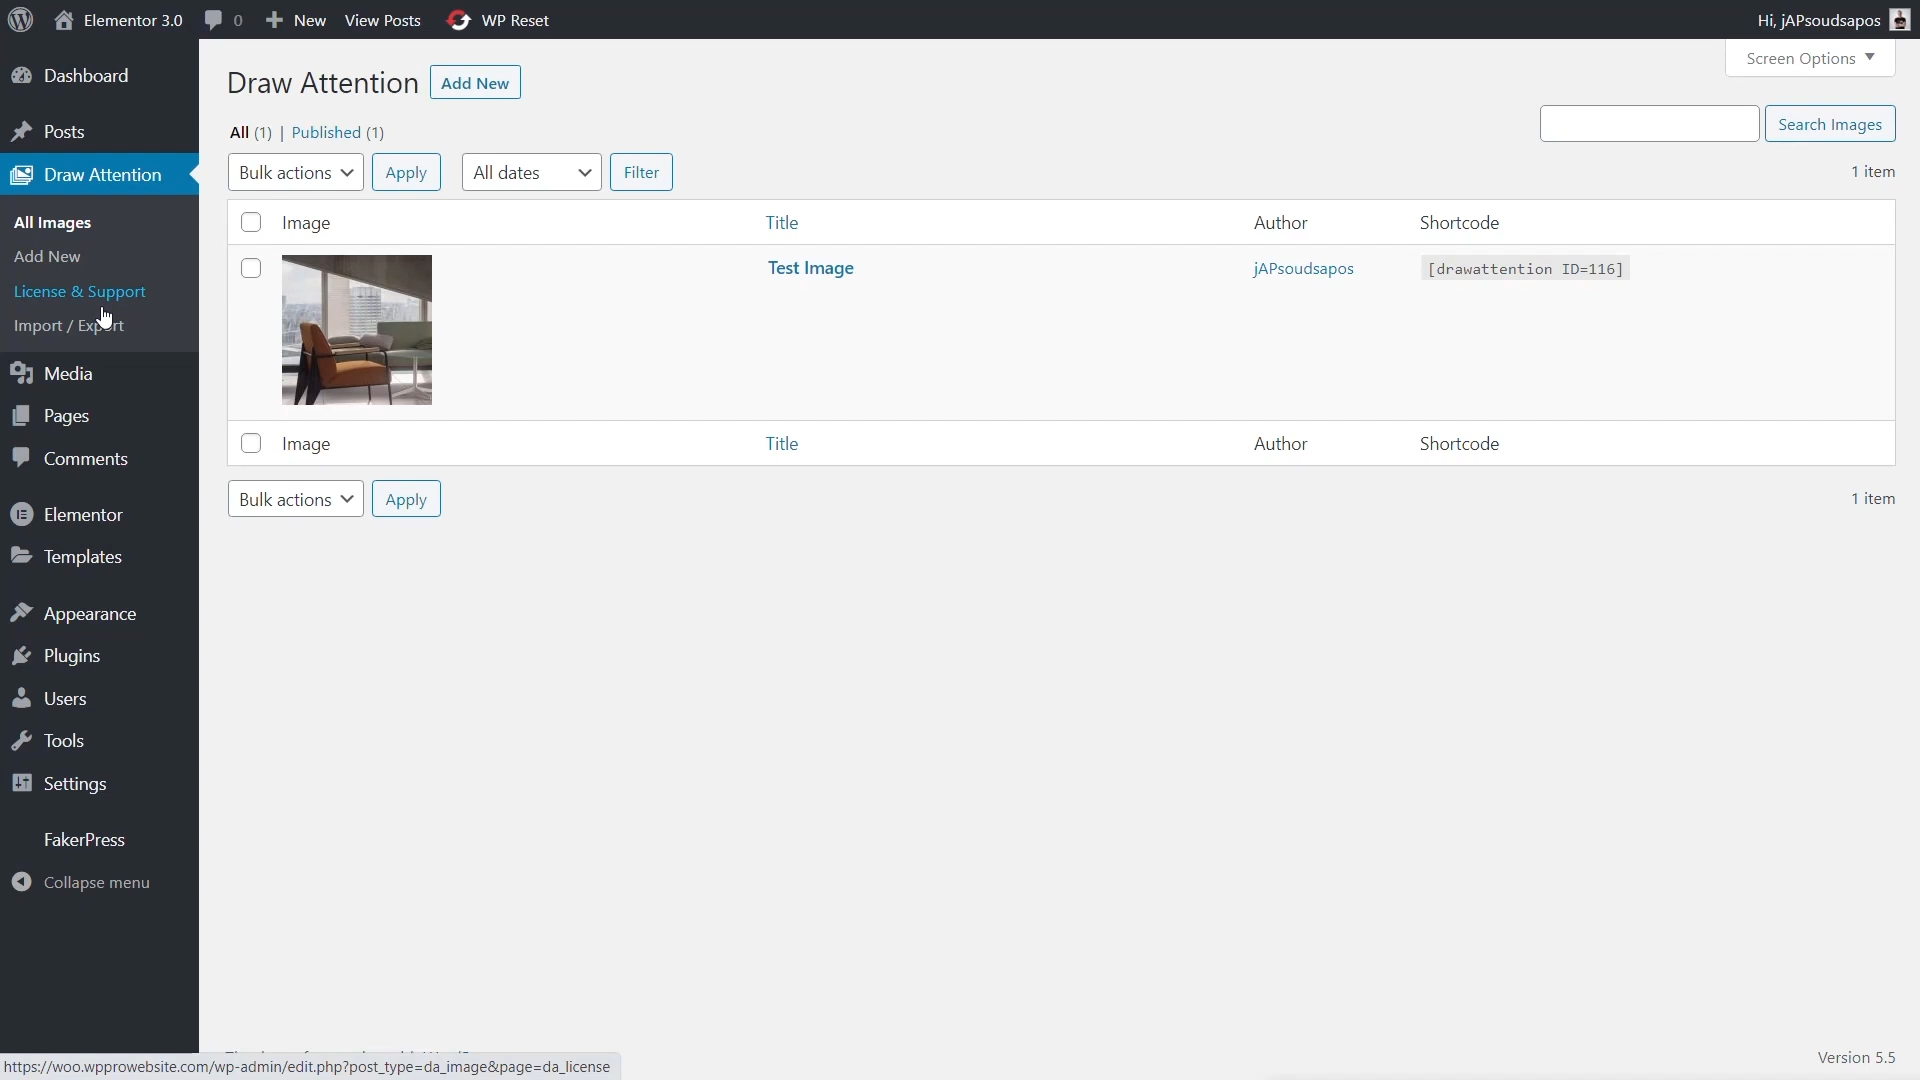 Elementor 3.0 0 New View Posts WP Reset Hi, jAPsoudsapos
Dashboard
Posts
Draw Attention
All Images
Add New
License & Support
Import / Export
Media
Pages
Comments
Elementor
Templates
Appearance
Plugins
Users
Tools
Settings
FakerPress
Collapse menu
Screen Options
Draw Attention Add New
All (1) | Published (1)
Search Images
Bulk actions Apply All dates Filter 1 item
Image Title Author Shortcode
Test Image jAPsoudsapos [drawattention ID=116]
Image Title Author Shortcode
Bulk actions Apply 1 item
Version 5.5
https://woo.wpprowebsite.com/wp-admin/edit.php?post_type=da_image&page=da_license